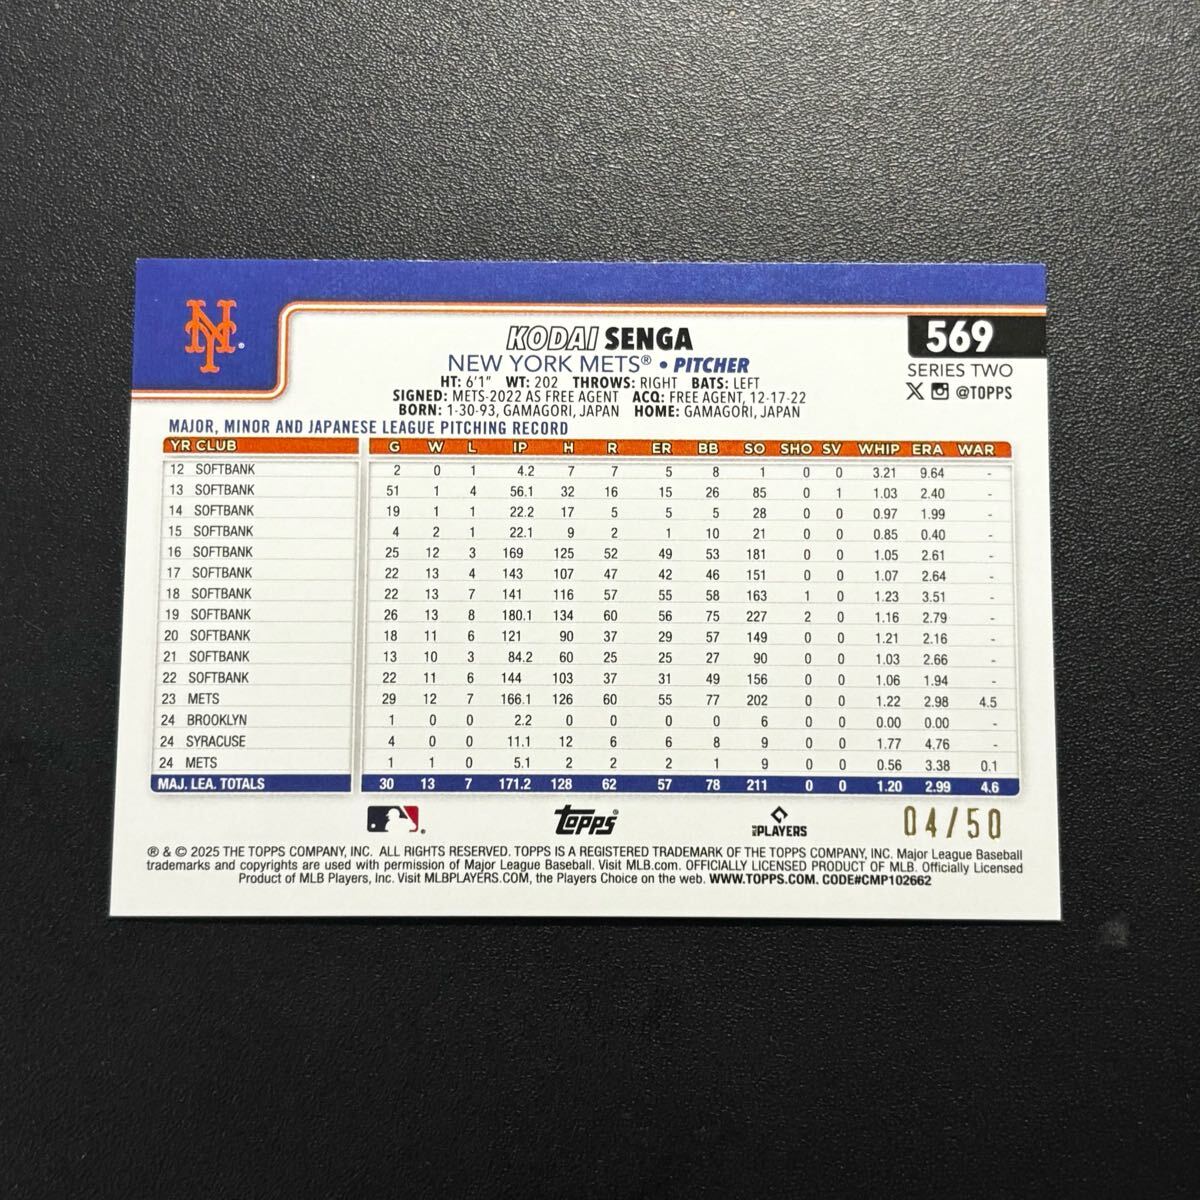 NY
KODAI SENGA
569
NEW YORK METS® • PITCHER
SERIES TWO
HT: 6'1" WT: 202 THROWS: RIGHT BATS: LEFT
@TOPPS
SIGNED: METS-2022 AS FREE AGENT ACQ: FREE AGENT, 12-17-22
BORN: 1-30-93, GAMAGORI, JAPAN HOME: GAMAGORI, JAPAN
MAJOR, MINOR AND JAPANESE LEAGUE PITCHING RECORD
YR CLUB G W L IP H R ER BB SO SHO SV WHIP ERA WAR
12 SOFTBANK 2 0 1 4.2 7 7 5 8 1 0 0 3.21 9.64 -
13 SOFTBANK 51 1 4 56.1 32 16 15 26 85 0 1 1.03 2.40 -
14 SOFTBANK 19 1 1 22.2 17 5 5 5 28 0 0 0.97 1.99 -
15 SOFTBANK 4 2 1 22.1 9 2 1 10 21 0 0 0.85 0.40 -
16 SOFTBANK 25 12 3 169 125 52 49 53 181 0 0 1.05 2.61 -
17 SOFTBANK 22 13 4 143 107 47 42 46 151 0 0 1.07 2.64 -
18 SOFTBANK 22 13 7 141 116 57 55 58 163 1 0 1.23 3.51 -
19 SOFTBANK 26 13 8 180.1 134 60 56 75 227 2 0 1.16 2.79 -
20 SOFTBANK 18 11 6 121 90 37 29 57 149 0 0 1.21 2.16 -
21 SOFTBANK 13 10 3 84.2 60 25 25 27 90 0 0 1.03 2.66 -
22 SOFTBANK 22 11 6 144 103 37 31 49 156 0 0 1.06 1.94 -
23 METS 29 12 7 166.1 126 60 55 77 202 0 0 1.22 2.98 4.5
24 BROOKLYN 1 0 0 2.2 0 0 0 0 6 0 0 0.00 0.00 -
24 SYRACUSE 4 0 0 11.1 12 6 6 8 9 0 0 1.77 4.76 -
24 METS 1 1 0 5.1 2 2 2 1 9 0 0 0.56 3.38 0.1
MAJ. LEA. TOTALS 30 13 7 171.2 128 62 57 78 211 0 0 1.20 2.99 4.6
Topps® MLB PLAYERS 04/50
® & © 2025 THE TOPPS COMPANY, INC. ALL RIGHTS RESERVED. TOPPS IS A REGISTERED TRADEMARK OF THE TOPPS COMPANY, INC. Major League Baseball
trademarks and copyrights are used with permission of Major League Baseball. Visit MLB.com. OFFICIALLY LICENSED PRODUCT OF MLB. Officially Licensed
Product of MLB Players, Inc. Visit MLBPLAYERS.COM, the Players Choice on the web. WWW.TOPPS.COM. CODE#CMP102662